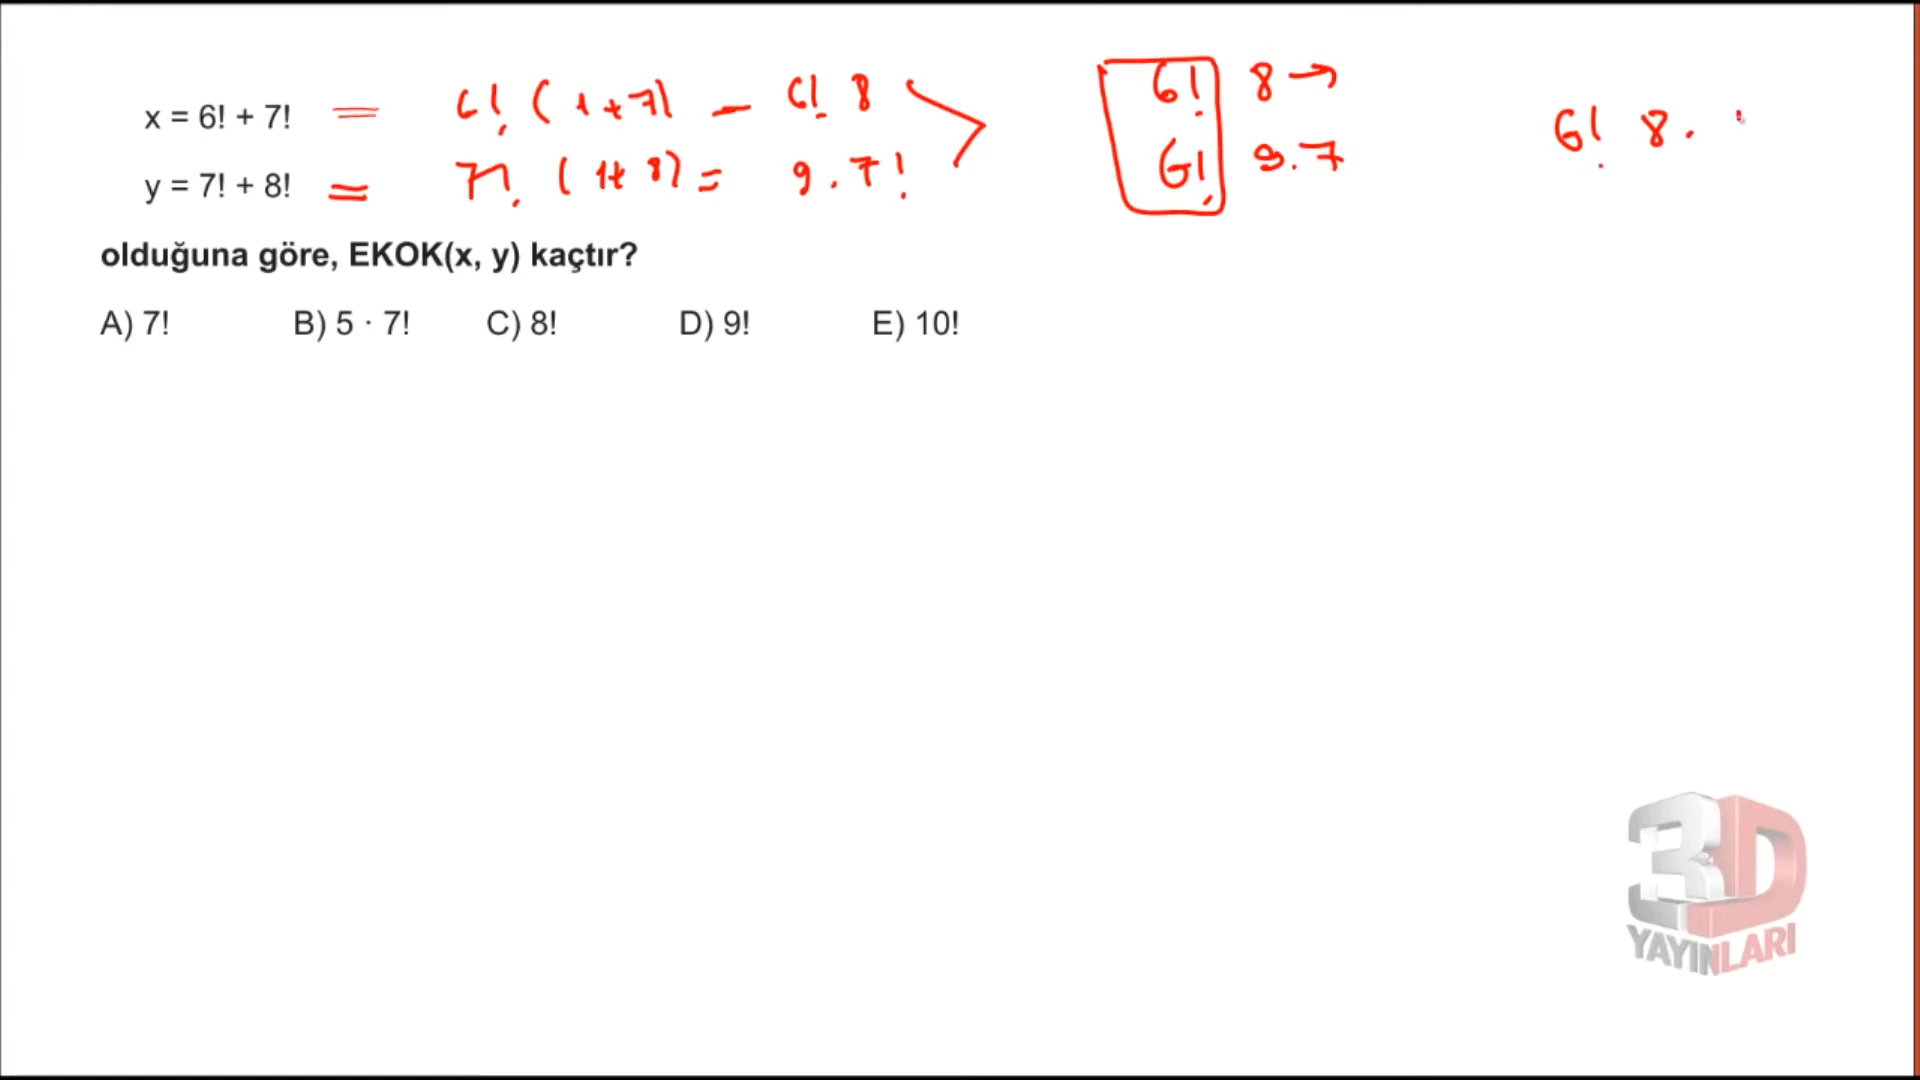 x = 6! + 7! = 6! (1+7) - 6! 8
y = 7! + 8! = 7! (1+8) = 9.7!
6! 8 →
6! 9.7
6! 8.
olduğuna göre, EKOK(x, y) kaçtır?
A) 7! B) 5 · 7! C) 8! D) 9! E) 10!
3D
YAYINLARI